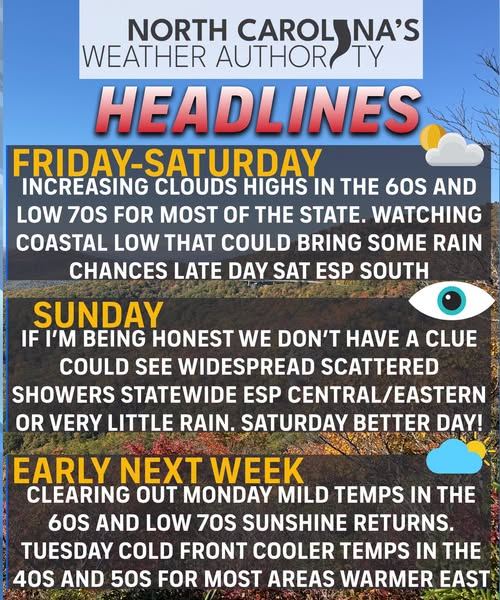 NORTH CAROLINA'S
WEATHER AUTHORITY
HEADLINES
FRIDAY-SATURDAY
INCREASING CLOUDS HIGHS IN THE 60S AND
LOW 70S FOR MOST OF THE STATE. WATCHING
COASTAL LOW THAT COULD BRING SOME RAIN
CHANCES LATE DAY SAT ESP SOUTH
SUNDAY
IF I'M BEING HONEST WE DON'T HAVE A CLUE
COULD SEE WIDESPREAD SCATTERED
SHOWERS STATEWIDE ESP CENTRAL/EASTERN
OR VERY LITTLE RAIN. SATURDAY BETTER DAY!
EARLY NEXT WEEK
CLEARING OUT MONDAY MILD TEMPS IN THE
60S AND LOW 70S SUNSHINE RETURNS.
TUESDAY COLD FRONT COOLER TEMPS IN THE
40S AND 50S FOR MOST AREAS WARMER EAST